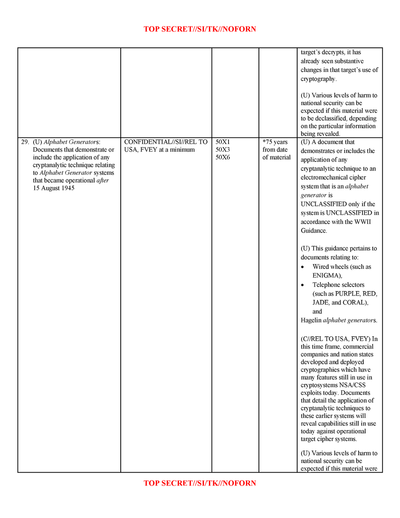 TOP SECRET//SI/TK//NOFORN
target's decrypts, it has
already seen substantive
changes in that target's use of
cryptography.
(U) Various levels of harm to
national security can be
expected if this material were
to be declassified, depending
on the particular information
being revealed.
29. (U) Alphabet Generators:
Documents that demonstrate or
include the application of any
cryptanalytic technique relating
to Alphabet Generator systems
that became operational after
15 August 1945
CONFIDENTIAL//SI//REL TO
USA, FVEY at a minimum
50X1
50X3
50X6
*75 years
from date
of material
(U) A document that
demonstrates or includes the
application of any
cryptanalytic technique to an
electromechanical cipher
system that is an alphabet
generator is
UNCLASSIFIED only if the
system is UNCLASSIFIED in
accordance with the WWII
Guidance.
(U) This guidance pertains to
documents relating to:
• Wired wheels (such as
ENIGMA),
• Telephone selectors
(such as PURPLE, RED,
JADE, and CORAL),
and
Hagelin alphabet generators.
(C//REL TO USA, FVEY) In
this time frame, commercial
companies and nation states
developed and deployed
cryptographies which have
many features still in use in
cryptosystems NSA/CSS
exploits today. Documents
that detail the application of
cryptanalytic techniques to
these earlier systems will
reveal capabilities still in use
today against operational
target cipher systems.
(U) Various levels of harm to
national security can be
expected if this material were
TOP SECRET//SI/TK//NOFORN